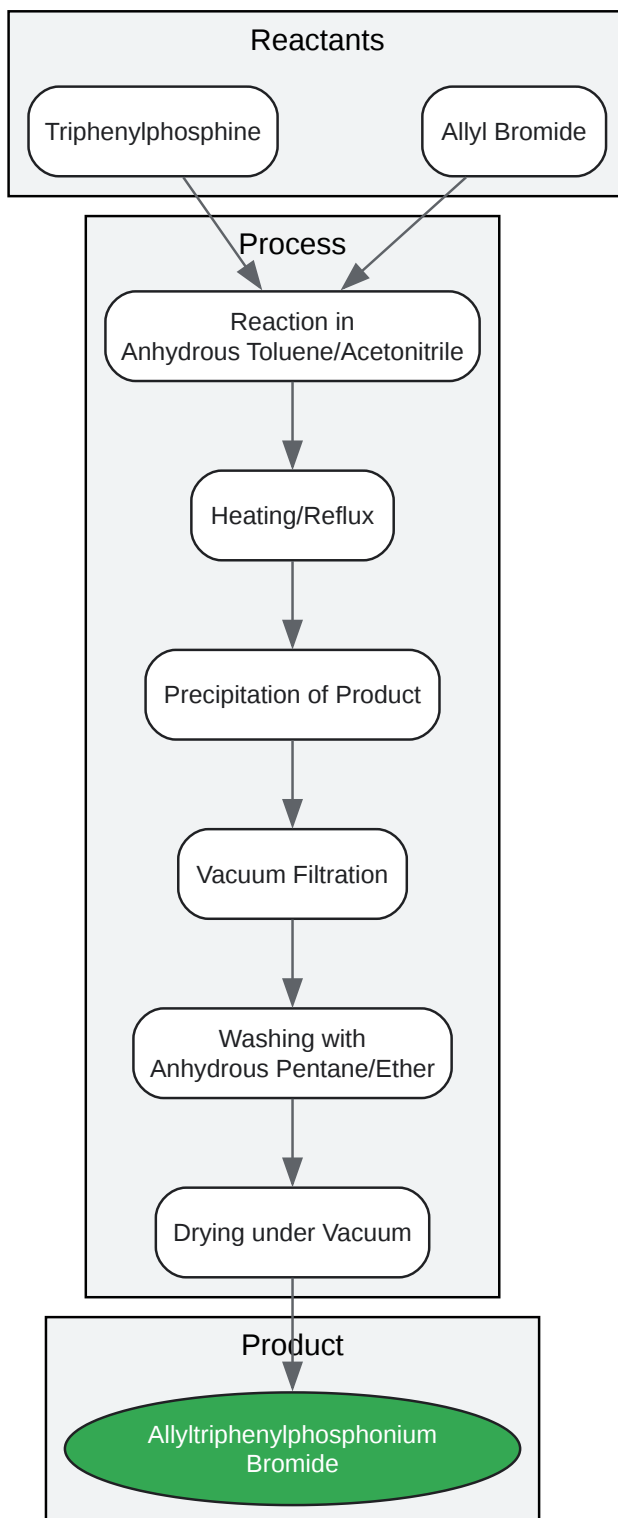 Reactants
Triphenylphosphine
Allyl Bromide
Process
Reaction in
Anhydrous Toluene/Acetonitrile
Heating/Reflux
Precipitation of Product
Vacuum Filtration
Washing with
Anhydrous Pentane/Ether
Drying under Vacuum
Product
Allyltriphenylphosphonium
Bromide